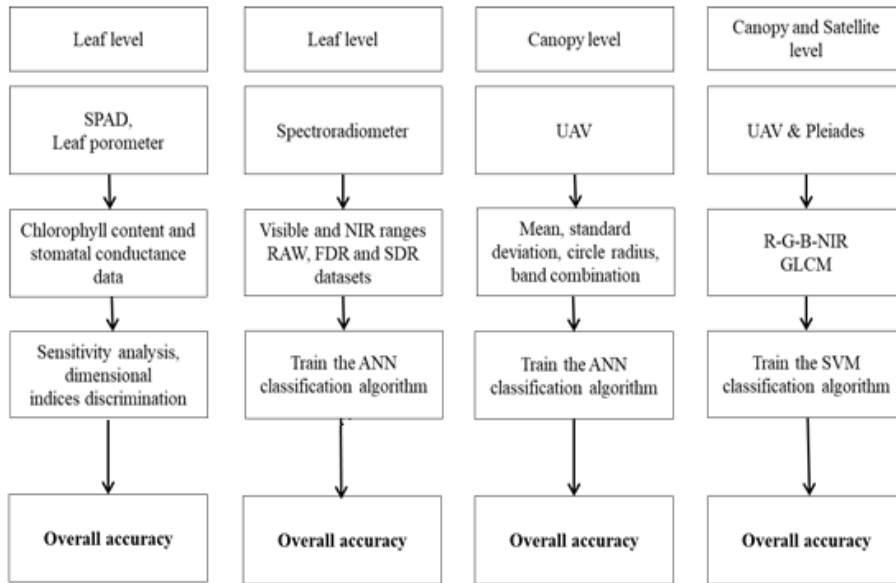 Leaf level
SPAD,
Leaf porometer
Chlorophyll content and
stomatal conductance
data
Sensitivity analysis,
dimensional
indices discrimination
Overall accuracy
Leaf level
Spectroradiometer
Visible and NIR ranges
RAW, FDR and SDR
datasets
Train the ANN
classification algorithm
Overall accuracy
Canopy level
UAV
Mean, standard
deviation, circle radius,
band combination
Train the ANN
classification algorithm
Overall accuracy
Canopy and Satellite
level
UAV & Pleiades
R-G-B-NIR
GLCM
Train the SVM
classification algorithm
Overall accuracy